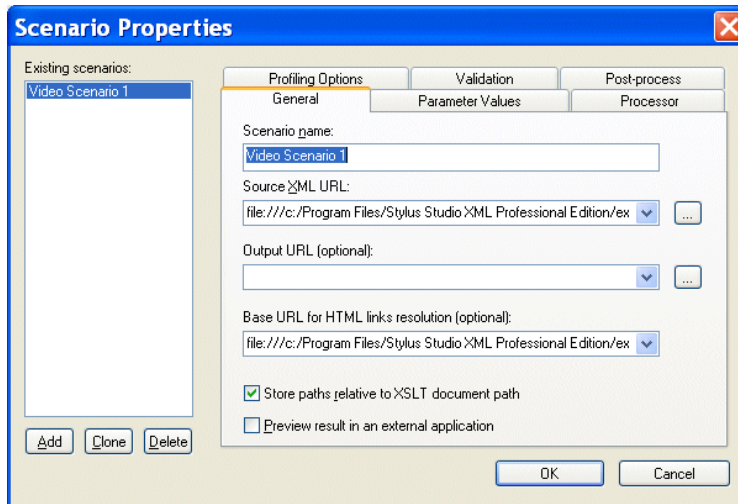 Scenario Properties
Existing scenarios:
Video Scenario 1
Profiling Options
Validation
Post-process
General
Parameter Values
Processor
Scenario name:
Video Scenario 1
Source XML URL:
file:///c:/Program Files/Stylus Studio XML Professional Edition/ex
...
Output URL (optional):
...
Base URL for HTML links resolution (optional):
file:///c:/Program Files/Stylus Studio XML Professional Edition/ex
Store paths relative to XSLT document path
Preview result in an external application
Add
Clone
Delete
OK
Cancel